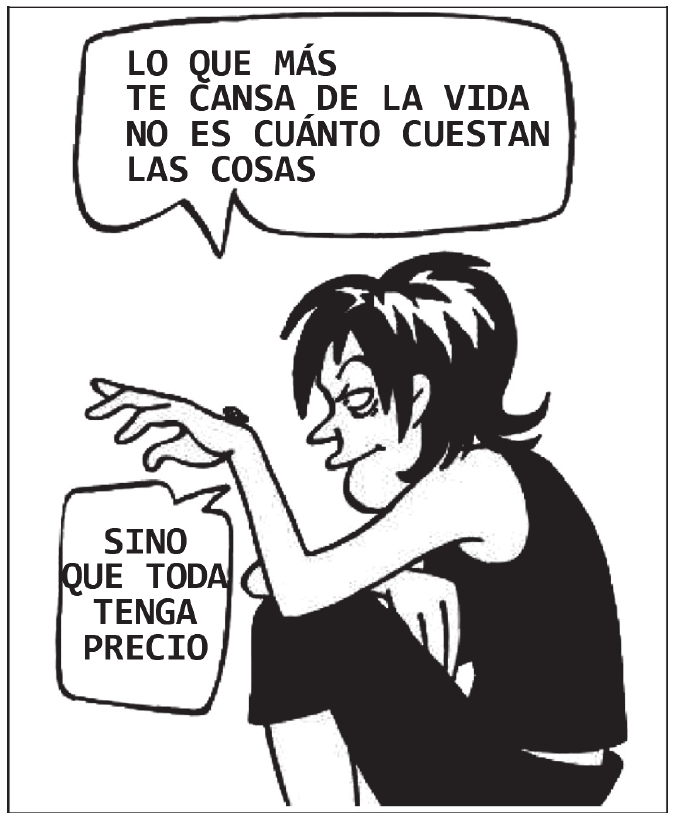 LO QUE MÁS
TE CANSA DE LA VIDA
NO ES CUÁNTO CUESTAN
LAS COSAS
SINO
QUE TODA
TENGA
PRECIO